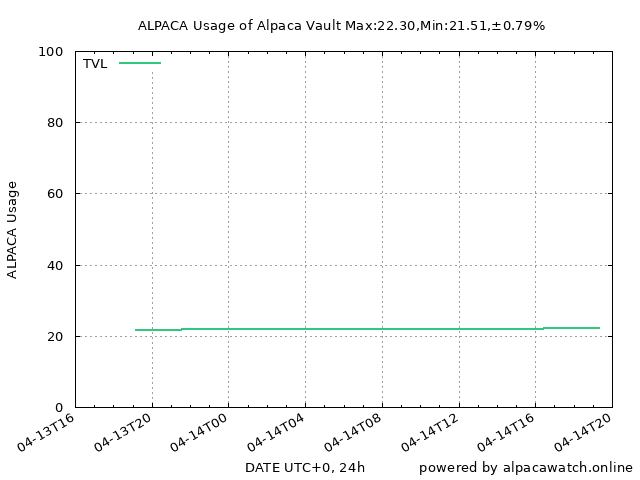 ALPACA Usage of Alpaca Vault Max:22.30,Min:21.51,±0.79%
100
TVL
80
60
ALPACA Usage
40
20
0
04-13T16 04-13T20 04-14T00 04-14T04 04-14T08 04-14T12 04-14T16 04-14T20
DATE UTC+0, 24h powered by alpacawatch.online